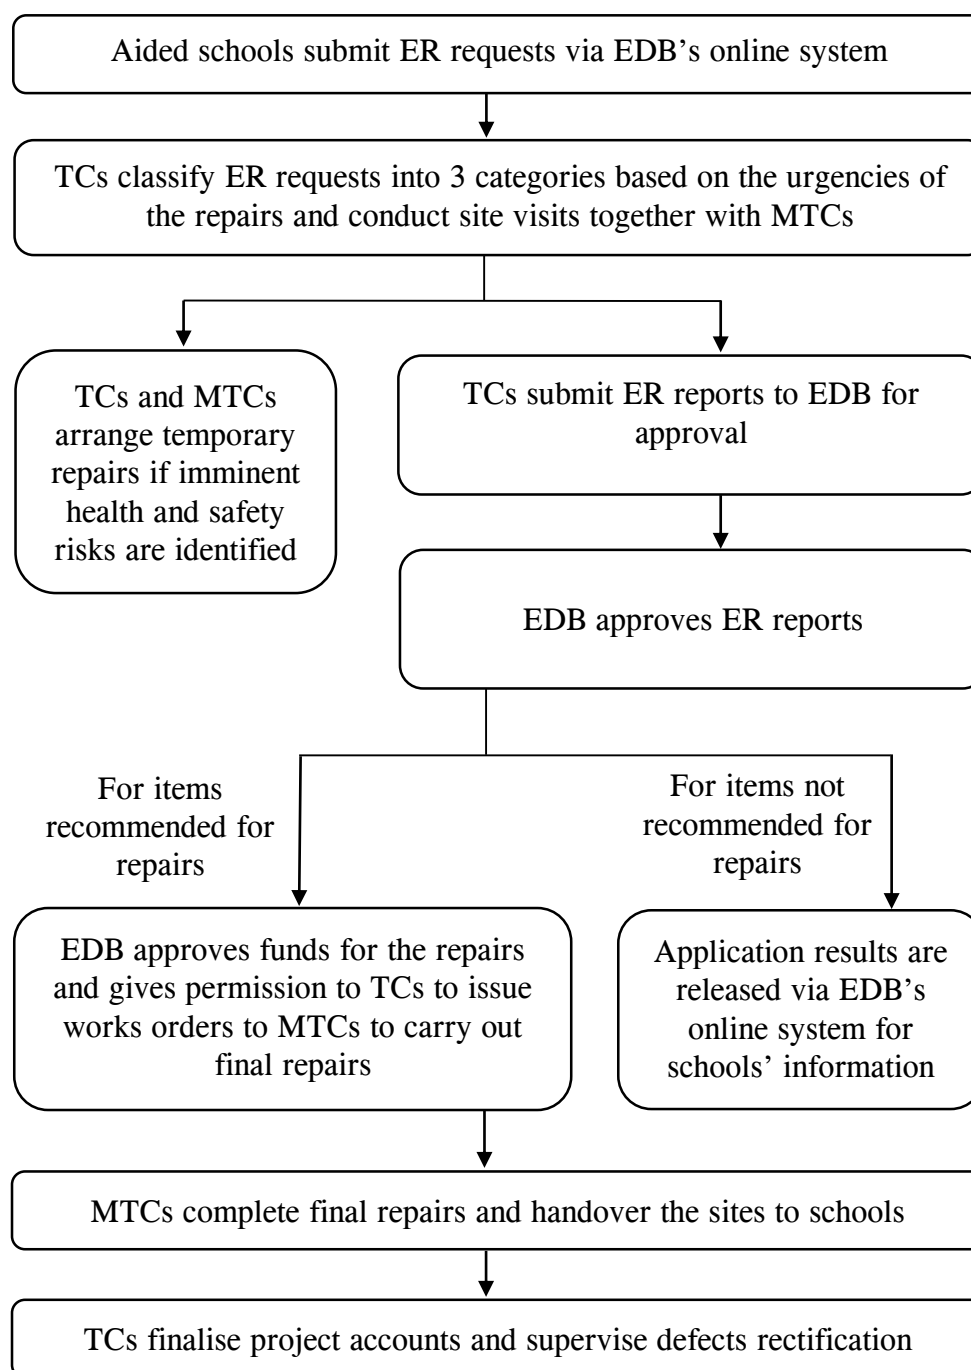 Aided schools submit ER requests via EDB's online system
TCs classify ER requests into 3 categories based on the urgencies of
the repairs and conduct site visits together with MTCs
TCs and MTCs
arrange temporary
repairs if imminent
health and safety
risks are identified
TCs submit ER reports to EDB for
approval
EDB approves ER reports
For items
recommended for
repairs
For items not
recommended for
repairs
EDB approves funds for the repairs
and gives permission to TCs to issue
works orders to MTCs to carry out
final repairs
Application results are
released via EDB's
online system for
schools' information
MTCs complete final repairs and handover the sites to schools
TCs finalise project accounts and supervise defects rectification